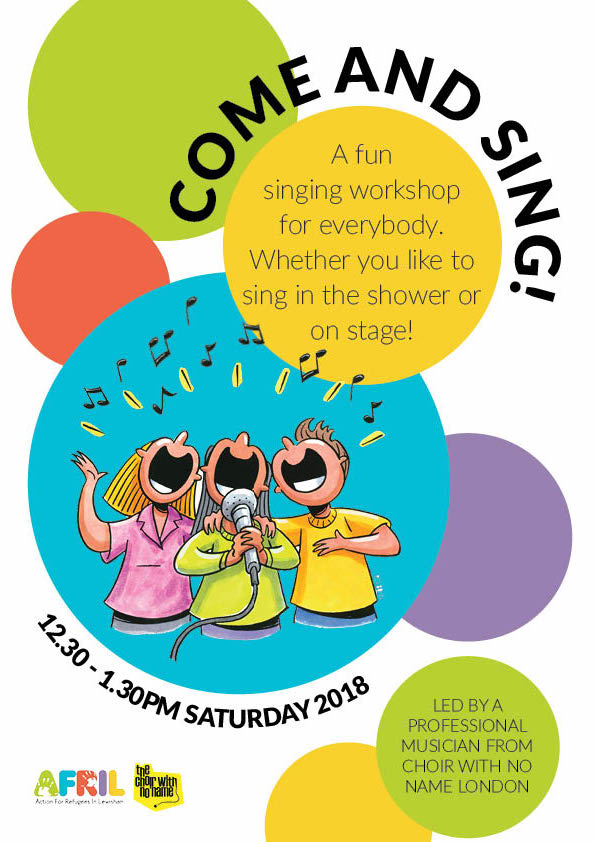 COME AND SING!
A fun
singing workshop
for everybody.
Whether you like to
sing in the shower or
on stage!
12.30 - 1.30PM SATURDAY 2018
LED BY A
PROFESSIONAL
MUSICIAN FROM
CHOIR WITH NO
NAME LONDON
AFRIL
Action For Refugees In Lewisham
the
choir with
no name